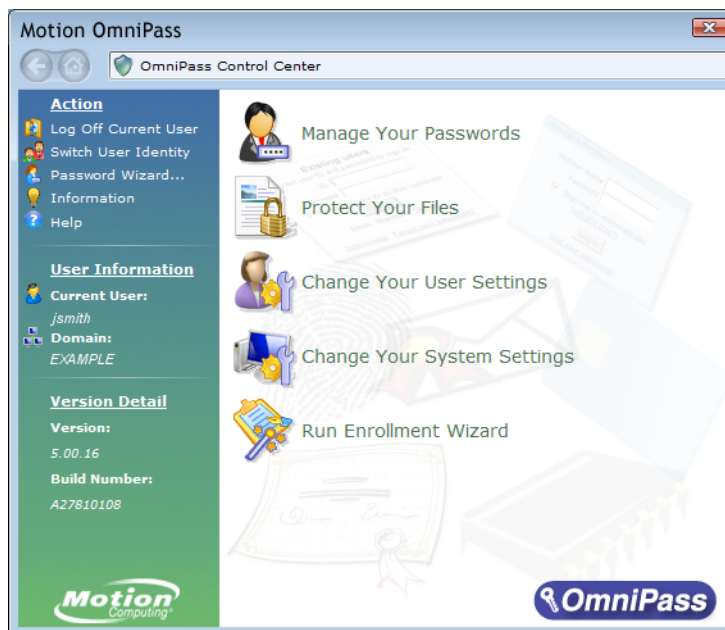 Motion OmniPass
OmniPass Control Center
Action
Log Off Current User
Switch User Identity
Password Wizard...
Information
Help
User Information
Current User:
jsmith
Domain:
EXAMPLE
Version Detail
Version:
5.00.16
Build Number:
A27810108
Motion
Computing
Manage Your Passwords
Protect Your Files
Change Your User Settings
Change Your System Settings
Run Enrollment Wizard
Existing users
OmniPass